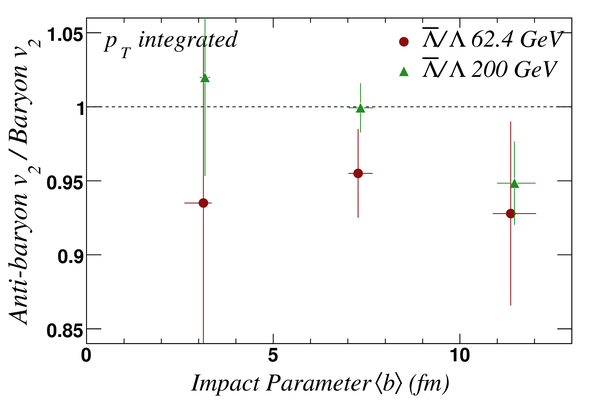 p_T integrated
Λ̅/Λ 62.4 GeV
Λ̅/Λ 200 GeV
Anti-baryon v_2 / Baryon v_2
1.05
1
0.95
0.9
0.85
0
5
10
Impact Parameter ⟨b⟩ (fm)